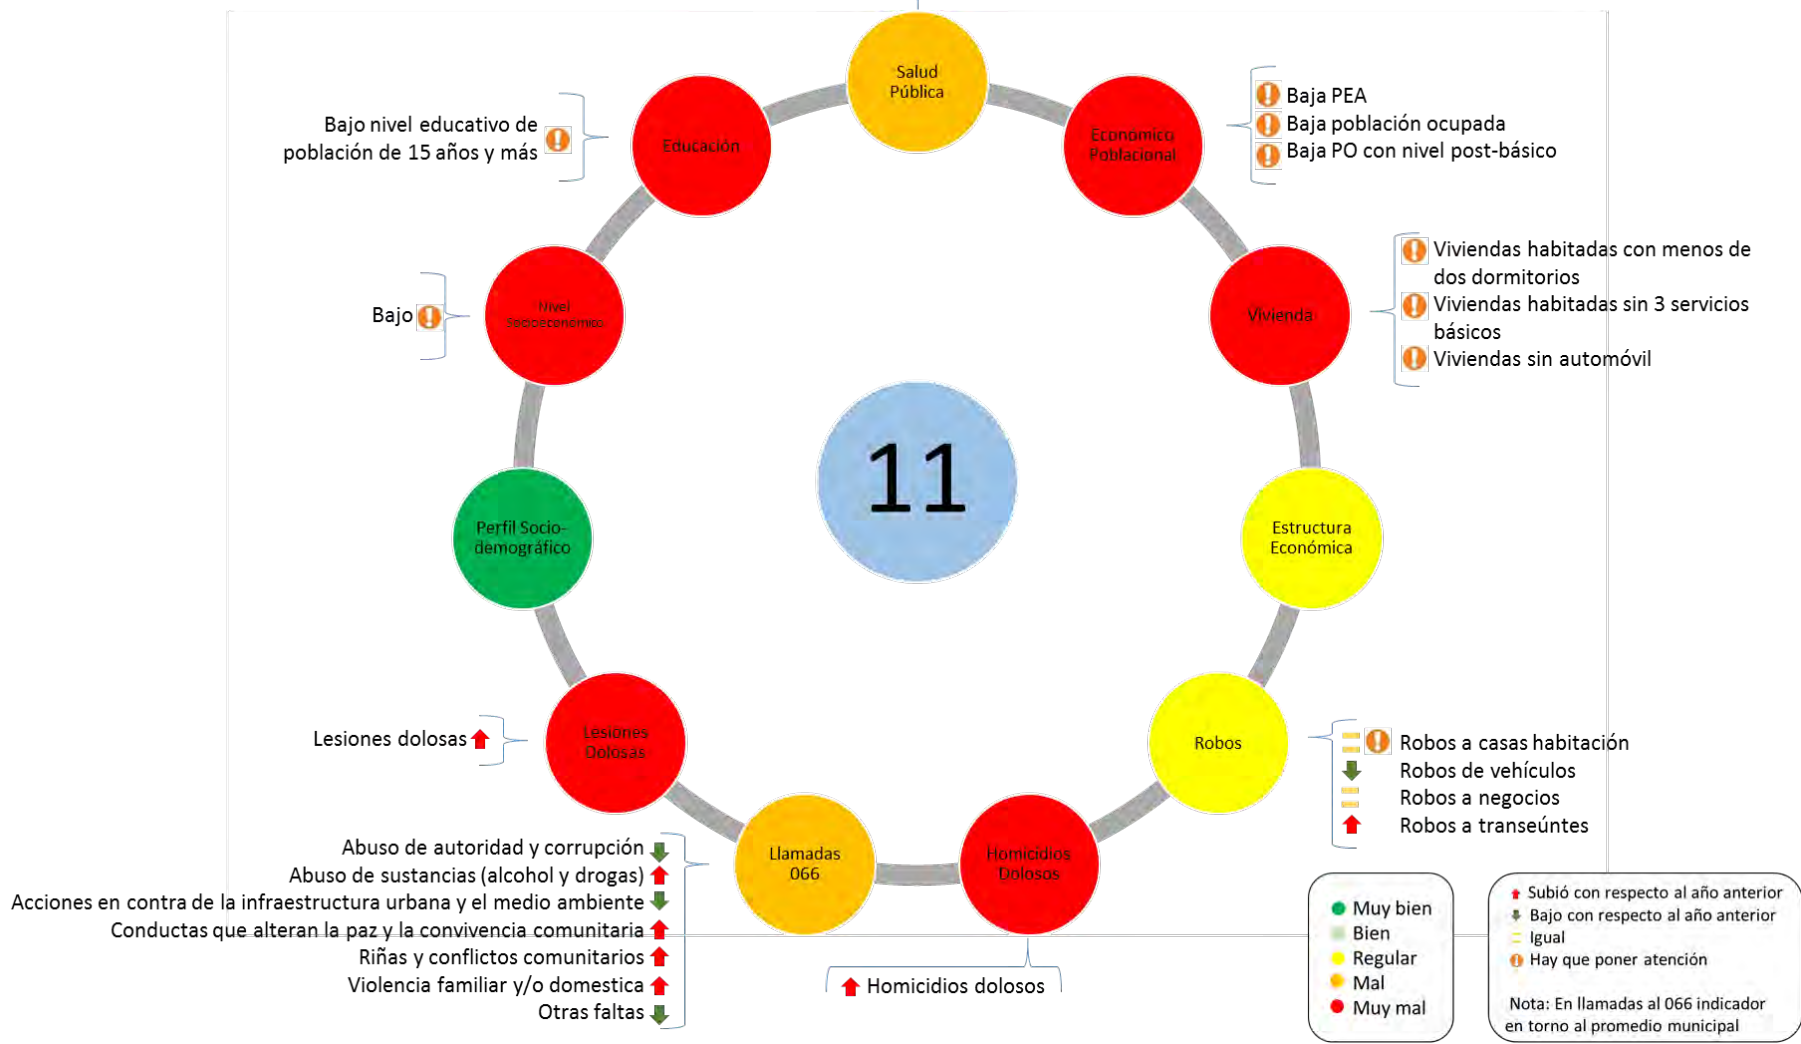 Salud
Pública
Educación
Bajo nivel educativo de
población de 15 años y más
Económico
Poblacional
Baja PEA
Baja población ocupada
Baja PO con nivel post-básico
Nivel
Socioeconómico
Bajo
Vivienda
Viviendas habitadas con menos de
dos dormitorios
Viviendas habitadas sin 3 servicios
básicos
Viviendas sin automóvil
11
Perfil Socio-
demográfico
Estructura
Económica
Lesiones
Dolosas
Lesiones dolosas
Robos
Robos a casas habitación
Robos de vehículos
Robos a negocios
Robos a transeúntes
Llamadas
066
Abuso de autoridad y corrupción
Abuso de sustancias (alcohol y drogas)
Acciones en contra de la infraestructura urbana y el medio ambiente
Conductas que alteran la paz y la convivencia comunitaria
Riñas y conflictos comunitarios
Violencia familiar y/o domestica
Otras faltas
Homicidios
Dolosos
Homicidios dolosos
Muy bien
Bien
Regular
Mal
Muy mal
Subió con respecto al año anterior
Bajo con respecto al año anterior
Igual
Hay que poner atención
Nota: En llamadas al 066 indicador
en torno al promedio municipal